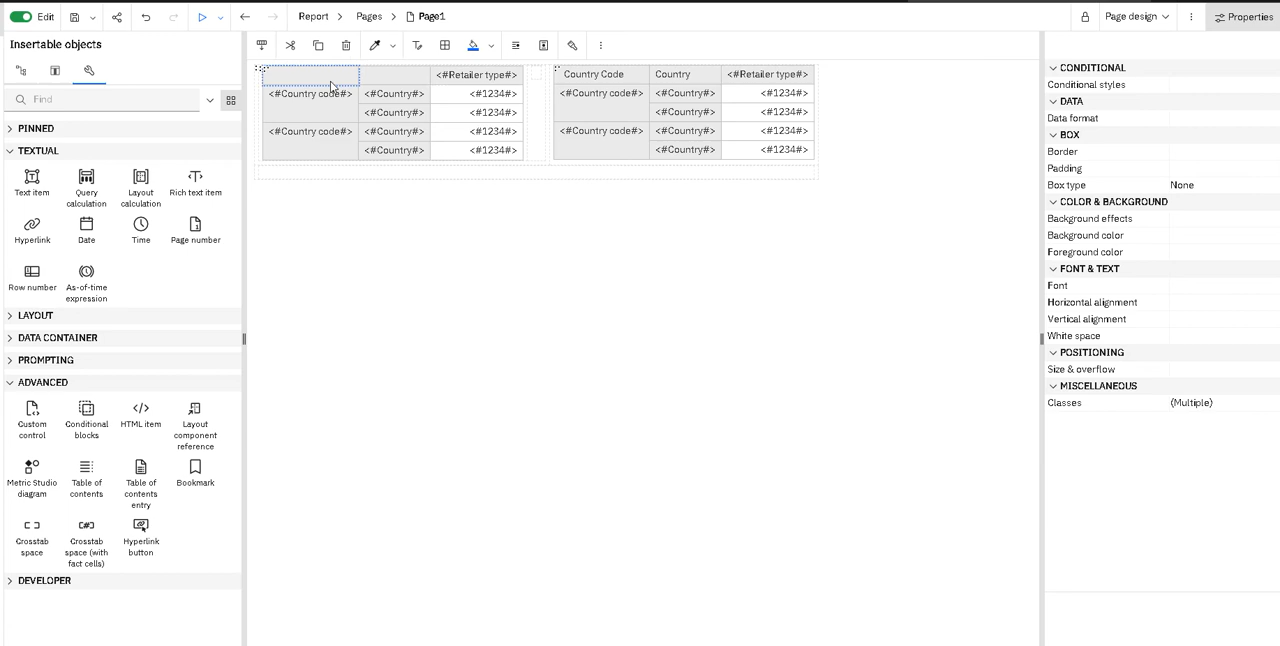 Edit
Report
Pages
Page1
Page design
Properties
Insertable objects
Find
PINNED
TEXTUAL
Text item
Query calculation
Layout calculation
Rich text item
Hyperlink
Date
Time
Page number
Row number
As-of-time expression
LAYOUT
DATA CONTAINER
PROMPTING
ADVANCED
Custom control
Conditional blocks
HTML item
Layout component reference
Metric Studio diagram
Table of contents
Table of contents entry
Bookmark
Crosstab space
Crosstab space (with fact cells)
Hyperlink button
DEVELOPER
<#Retailer type#>
<#Country code#> <#Country#> <#1234#>
<#Country#> <#1234#>
<#Country code#> <#Country#> <#1234#>
<#Country#> <#1234#>
Country Code Country <#Retailer type#>
<#Country code#> <#Country#> <#1234#>
<#Country#> <#1234#>
<#Country code#> <#Country#> <#1234#>
<#Country#> <#1234#>
CONDITIONAL
Conditional styles
DATA
Data format
BOX
Border
Padding
Box type None
COLOR & BACKGROUND
Background effects
Background color
Foreground color
FONT & TEXT
Font
Horizontal alignment
Vertical alignment
White space
POSITIONING
Size & overflow
MISCELLANEOUS
Classes (Multiple)